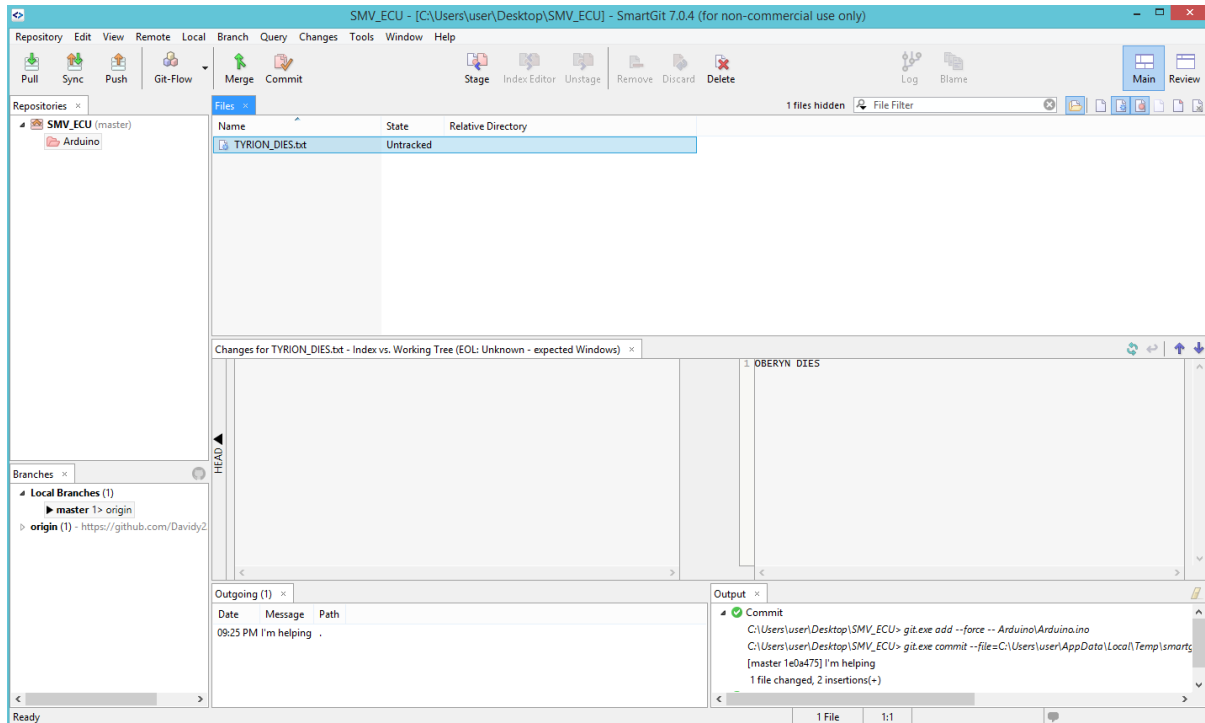 SMV_ECU - [C:\Users\user\Desktop\SMV_ECU] - SmartGit 7.0.4 (for non-commercial use only)
Repository Edit View Remote Local Branch Query Changes Tools Window Help
Pull Sync Push Git-Flow Merge Commit Stage Index Editor Unstage Remove Discard Delete Log Blame Main Review
Repositories
SMV_ECU (master)
Arduino
Files
1 files hidden
File Filter
Name State Relative Directory
TYRION_DIES.txt Untracked
Changes for TYRION_DIES.txt - Index vs. Working Tree (EOL: Unknown - expected Windows)
HEAD
1 OBERYN DIES
Branches
Local Branches (1)
master 1> origin
origin (1) - https://github.com/Davidy2
Outgoing (1)
Date Message Path
09:25 PM I'm helping .
Output
Commit
C:\Users\user\Desktop\SMV_ECU> git.exe add --force -- Arduino\Arduino.ino
C:\Users\user\Desktop\SMV_ECU> git.exe commit --file=C:\Users\user\AppData\Local\Temp\smartg
[master 1e0a475] I'm helping
1 file changed, 2 insertions(+)
Ready
1 File 1:1